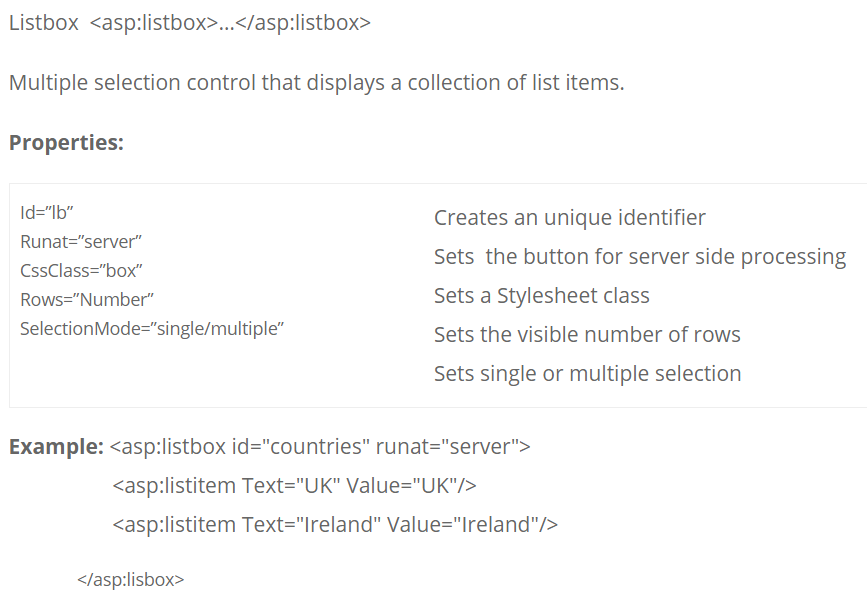 Listbox  <asp:listbox>...</asp:listbox>
Multiple selection control that displays a collection of list items.
Properties:
Id=”lb”
Runat=”server”
CssClass=”box”
Rows=”Number”
SelectionMode=”single/multiple”
Creates an unique identifier
Sets  the button for server side processing
Sets a Stylesheet class
Sets the visible number of rows
Sets single or multiple selection
Example: <asp:listbox id="countries" runat="server">
<asp:listitem Text="UK" Value="UK"/>
<asp:listitem Text="Ireland" Value="Ireland"/>
</asp:lisbox>